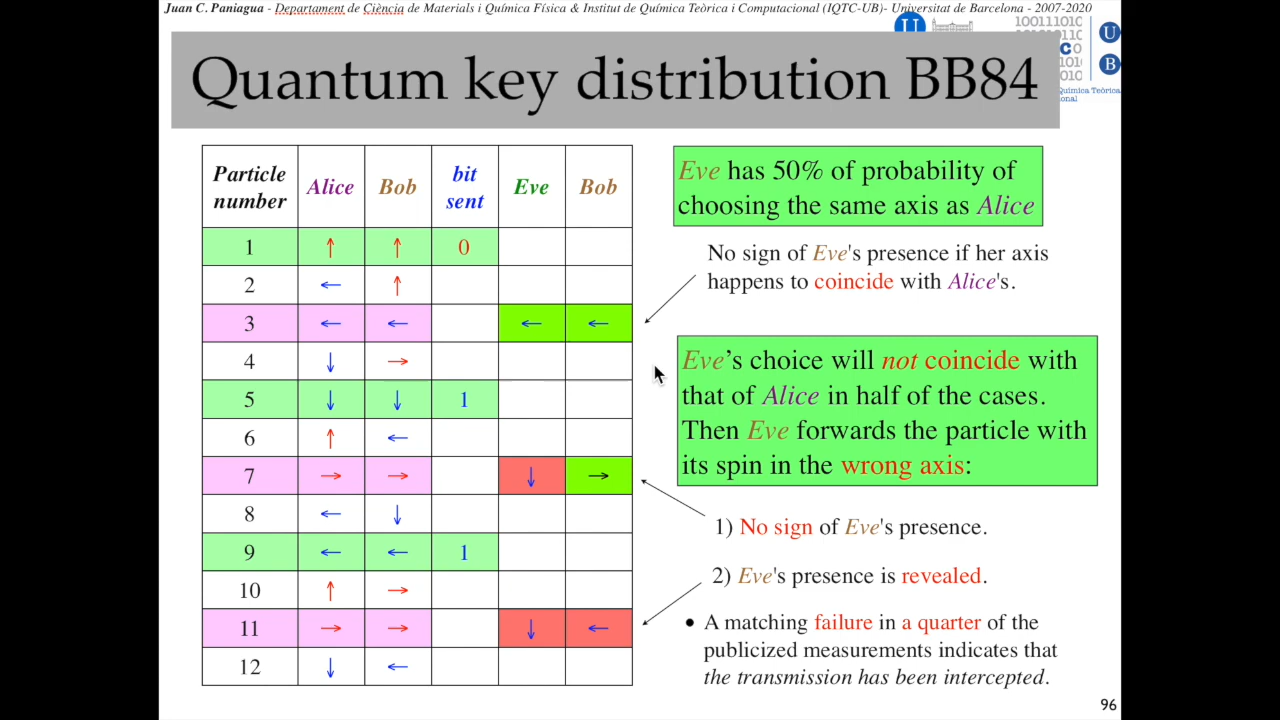 Juan C. Paniagua - Departament de Ciència de Materials i Química Física & Institut de Química Teòrica i Computacional (IQTC-UB)- Universitat de Barcelona - 2007-2020
U
100111010
U
B
Química Teòrica
Quantum key distribution BB84
Particle number Alice Bob bit sent Eve Bob
1 ↑ ↑ 0
2 ← ↑
3 ← ← ← ←
4 ↓ →
5 ↓ ↓ 1
6 ↑ ←
7 → → ↓ →
8 ← ↓
9 ← ← 1
10 ↑ →
11 → → ↓ ←
12 ↓ ←
Eve has 50% of probability of
choosing the same axis as Alice
No sign of Eve's presence if her axis
happens to coincide with Alice's.
Eve’s choice will not coincide with
that of Alice in half of the cases.
Then Eve forwards the particle with
its spin in the wrong axis:
1) No sign of Eve's presence.
2) Eve's presence is revealed.
• A matching failure in a quarter of the
publicized measurements indicates that
the transmission has been intercepted.
96